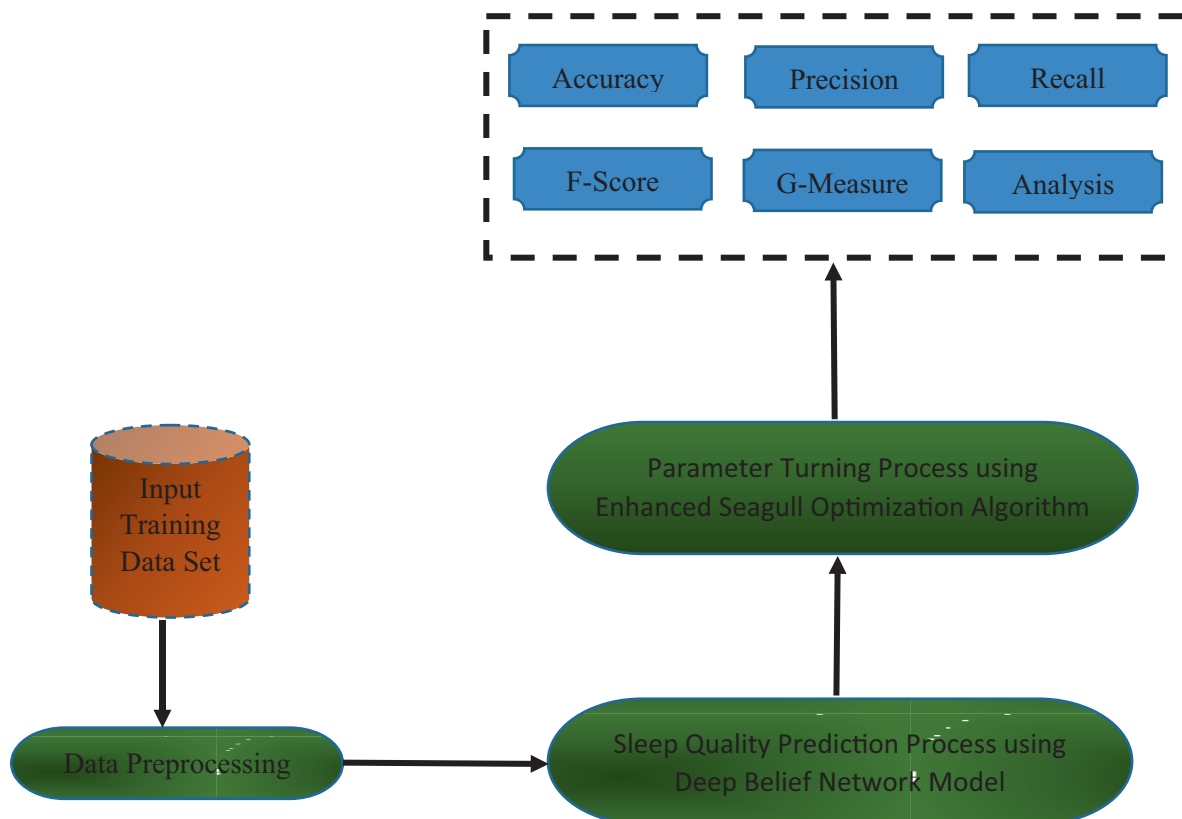 Accuracy
Precision
Recall
F-Score
G-Measure
Analysis
Input
Training
Data Set
Parameter Turning Process using
Enhanced Seagull Optimization Algorithm
Data Preprocessing
Sleep Quality Prediction Process using
Deep Belief Network Model